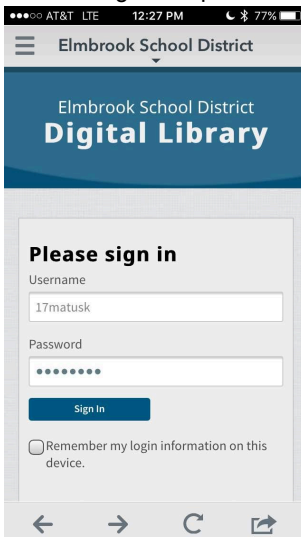 AT&T LTE 12:27 PM 77%
Elmbrook School District
Elmbrook School District
Digital Library
Please sign in
Username
17matusk
Password
••••••••
Sign In
Remember my login information on this
device.